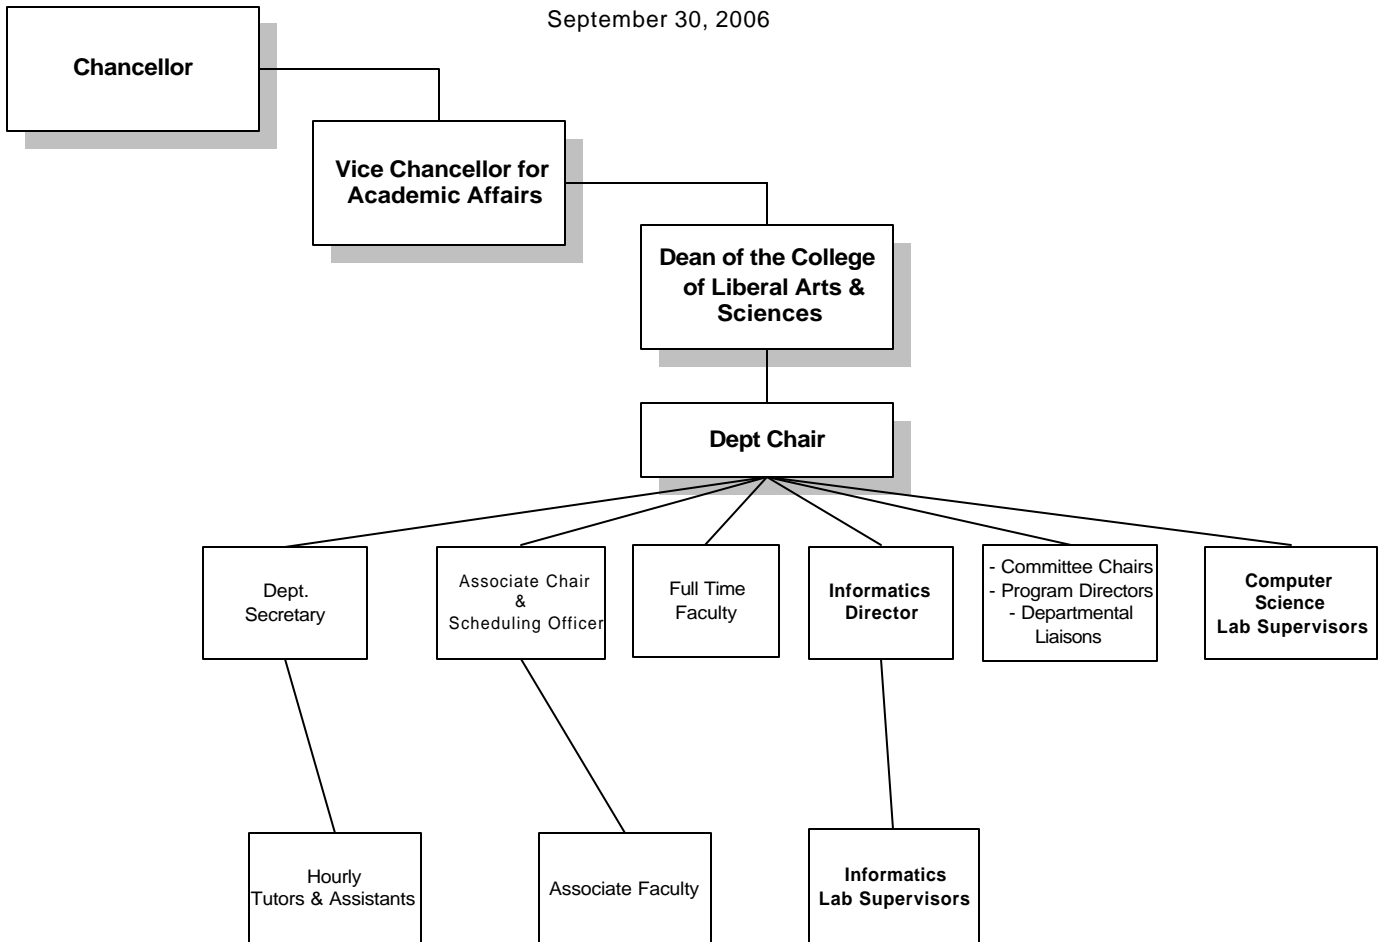 September 30, 2006
Chancellor
Vice Chancellor for
Academic Affairs
Dean of the College
of Liberal Arts &
Sciences
Dept Chair
Dept.
Secretary
Associate Chair
&
Scheduling Officer
Full Time
Faculty
Informatics
Director
- Committee Chairs
- Program Directors
- Departmental
Liaisons
Computer
Science
Lab Supervisors
Hourly
Tutors & Assistants
Associate Faculty
Informatics
Lab Supervisors